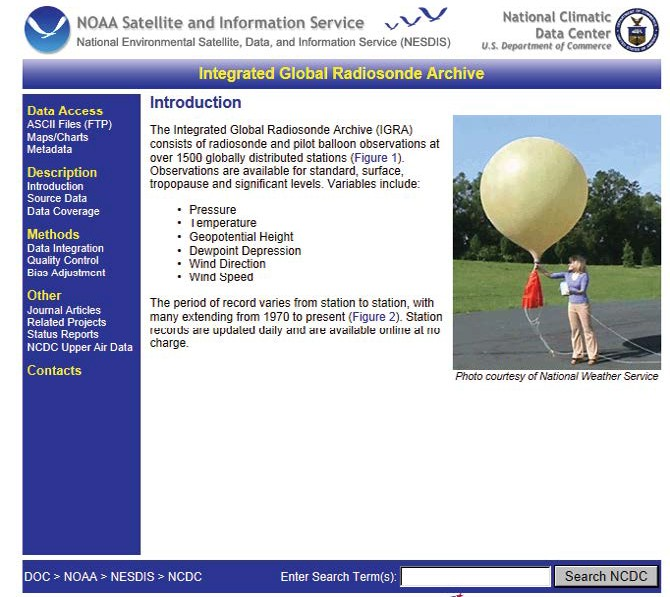 NOAA Satellite and Information Service
National Environmental Satellite, Data, and Information Service (NESDIS)
National Climatic
Data Center
U.S. Department of Commerce
Integrated Global Radiosonde Archive
Data Access
ASCII Files (FTP)
Maps/Charts
Metadata
Description
Introduction
Source Data
Data Coverage
Methods
Data Integration
Quality Control
Bias Adjustment
Other
Journal Articles
Related Projects
Status Reports
NCDC Upper Air Data
Contacts
Introduction
The Integrated Global Radiosonde Archive (IGRA)
consists of radiosonde and pilot balloon observations at
over 1500 globally distributed stations (Figure 1).
Observations are available for standard, surface,
tropopause and significant levels. Variables include:
• Pressure
• Temperature
• Geopotential Height
• Dewpoint Depression
• Wind Direction
• Wind Speed
The period of record varies from station to station, with
many extending from 1970 to present (Figure 2). Station
records are updated daily and are available online at no
charge.
Photo courtesy of National Weather Service
DOC > NOAA > NESDIS > NCDC
Enter Search Term(s):
Search NCDC